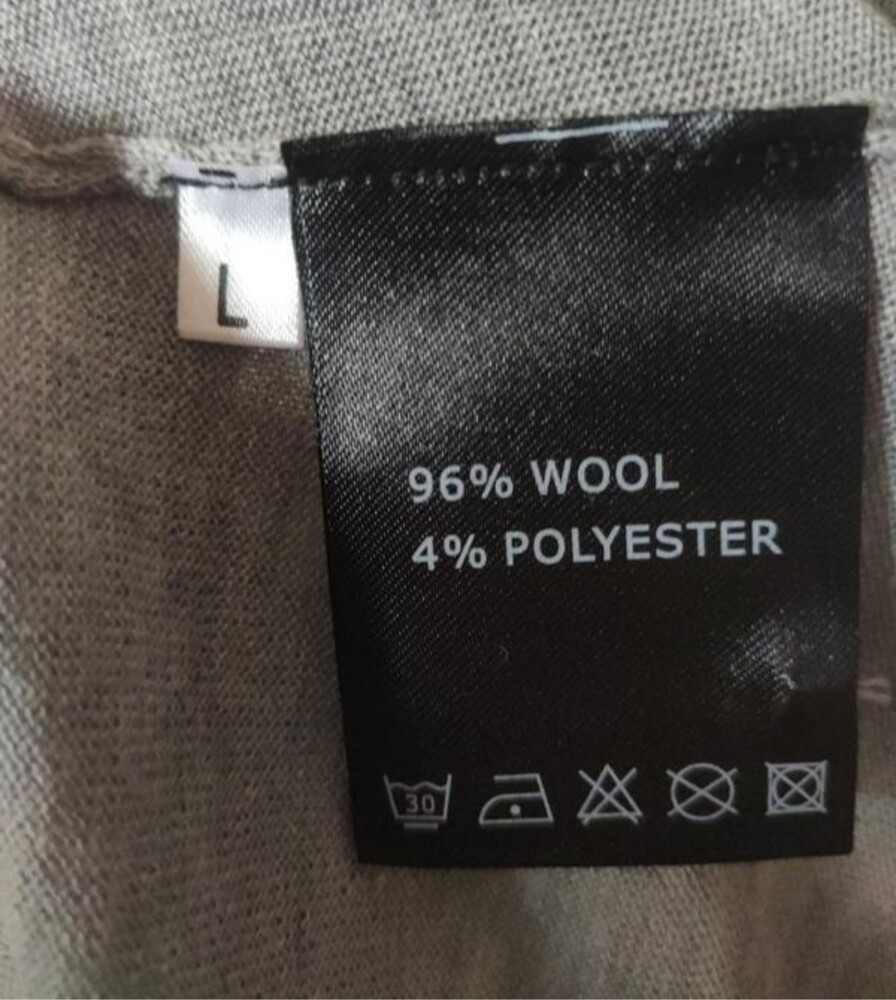 L
96% WOOL
4% POLYESTER
30